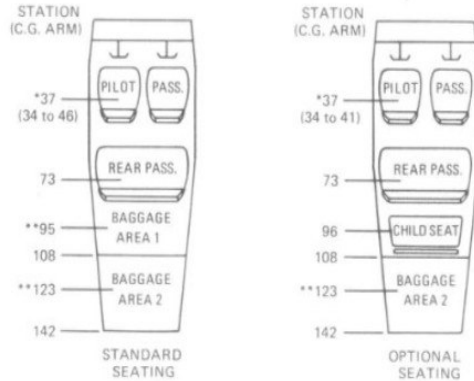 STATION
(C.G. ARM)
PILOT
PASS.
*37
(34 to 46)
REAR PASS.
73
BAGGAGE
**95
AREA 1
108
BAGGAGE
**123
AREA 2
142
STANDARD
SEATING
STATION
(C.G. ARM)
PILOT
PASS.
*37
(34 to 41)
REAR PASS.
73
96
CHILD SEAT
108
BAGGAGE
**123
AREA 2
142
OPTIONAL
SEATING